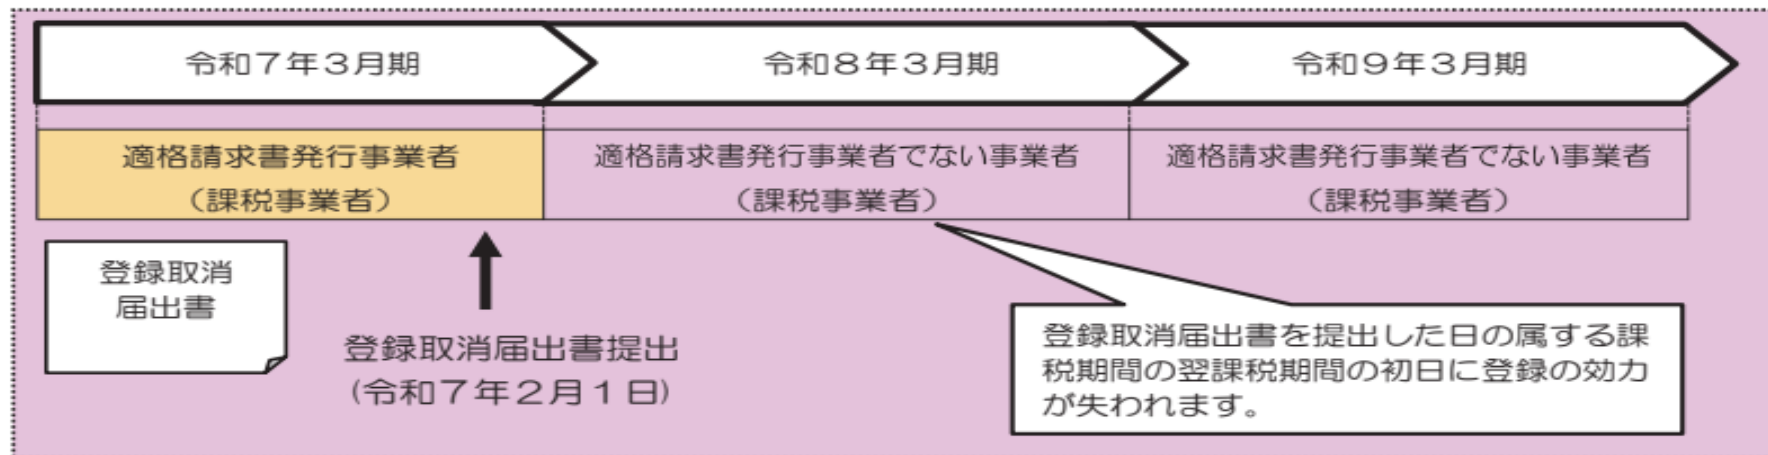 令和７年３月期
令和８年３月期
令和９年３月期
適格請求書発行事業者
（課税事業者）
適格請求書発行事業者でない事業者
（課税事業者）
適格請求書発行事業者でない事業者
（課税事業者）
登録取消
届出書
登録取消届出書提出
(令和７年２月１日)
登録取消届出書を提出した日の属する課
税期間の翌課税期間の初日に登録の効力
が失われます。